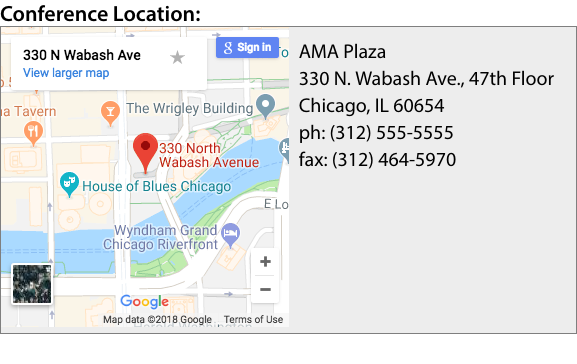 Conference Location:
330 N Wabash Ave
View larger map
Sign in
AMA Plaza
330 N. Wabash Ave., 47th Floor
Chicago, IL 60654
ph: (312) 555-5555
fax: (312) 464-5970
The Wrigley Building
Tavern
330 North
Wabash Avenue
House of Blues Chicago
Wyndham Grand
Chicago Riverfront
+
−
Google
Map data ©2018 Google
Terms of Use